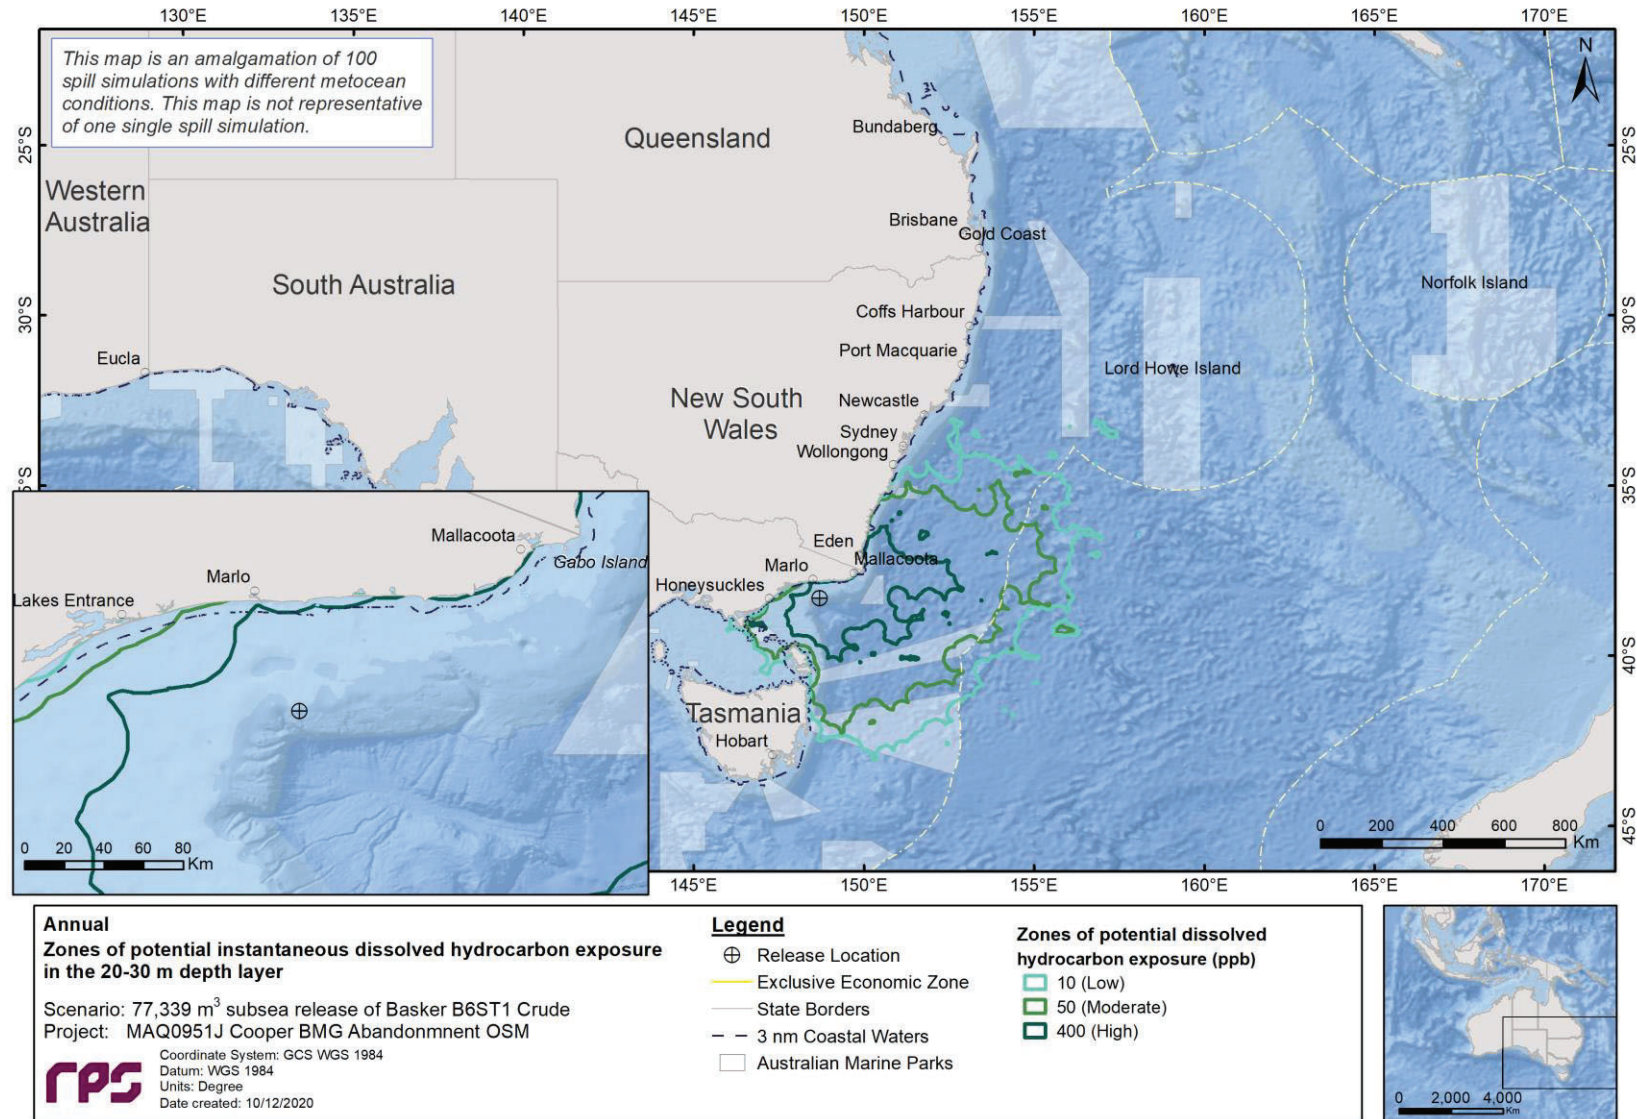 130°E 135°E 140°E 145°E 150°E 155°E 160°E 165°E 170°E
This map is an amalgamation of 100
spill simulations with different metocean
conditions. This map is not representative
of one single spill simulation.
N
Queensland
Bundaberg
25°S 25°S
Western
Australia
Brisbane
Gold Coast
South Australia
Norfolk Island
Coffs Harbour
30°S 30°S
Port Macquarie
Eucla
Lord Howe Island
New South
Wales
Newcastle
Sydney
Wollongong
35°S 35°S
Eden
Mallacoota
Marlo
Honeysuckles
Mallacoota
Gabo Island
Marlo
Lakes Entrance
40°S
Tasmania
Hobart
0 20 40 60 80
Km
0 200 400 600 800
Km
45°S
145°E 150°E 155°E 160°E 165°E 170°E
Annual
Zones of potential instantaneous dissolved hydrocarbon exposure
in the 20-30 m depth layer
Scenario: 77,339 m³ subsea release of Basker B6ST1 Crude
Project: MAQ0951J Cooper BMG Abandonmnent OSM
rps
Coordinate System: GCS WGS 1984
Datum: WGS 1984
Units: Degree
Date created: 10/12/2020
Legend
Release Location
Exclusive Economic Zone
State Borders
3 nm Coastal Waters
Australian Marine Parks
Zones of potential dissolved
hydrocarbon exposure (ppb)
10 (Low)
50 (Moderate)
400 (High)
0 2,000 4,000
Km